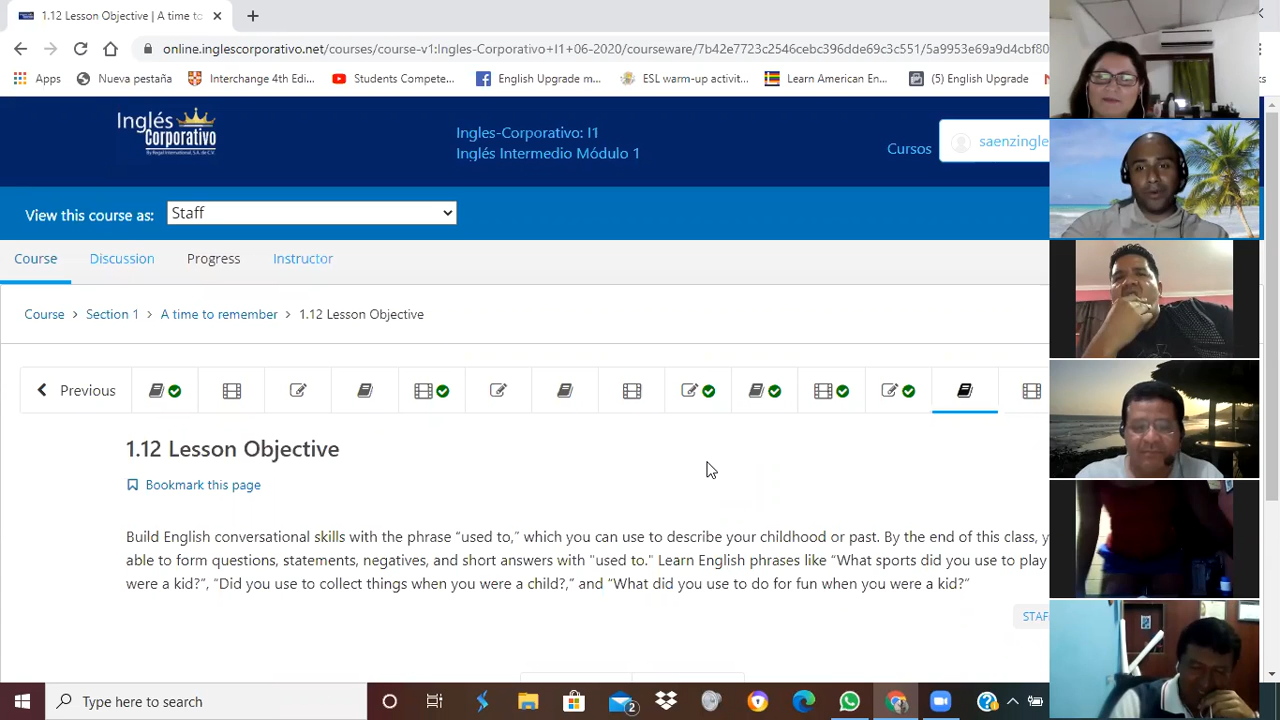 1.12 Lesson Objective | A time to
online.inglescorporativo.net/courses/course-v1:Ingles-Corporativo+I1+06-2020/courseware/7b42e7723c2546cebc396dde69c3c551/5a9953e69a9d4cbf80
Apps
Nueva pestaña
Interchange 4th Edi...
Students Compete...
English Upgrade m...
ESL warm-up activit...
Learn American En...
(5) English Upgrade
Inglés
Corporativo
By Regal International, S.A. de C.V.
Ingles-Corporativo: I1
Inglés Intermedio Módulo 1
Cursos
saenzingle
View this course as:
Staff
Course
Discussion
Progress
Instructor
Course > Section 1 > A time to remember > 1.12 Lesson Objective
Previous
1.12 Lesson Objective
Bookmark this page
Build English conversational skills with the phrase “used to,” which you can use to describe your childhood or past. By the end of this class, y
able to form questions, statements, negatives, and short answers with "used to." Learn English phrases like “What sports did you use to play
were a kid?”, “Did you use to collect things when you were a child?,” and “What did you use to do for fun when you were a kid?”
STAF
Type here to search
2